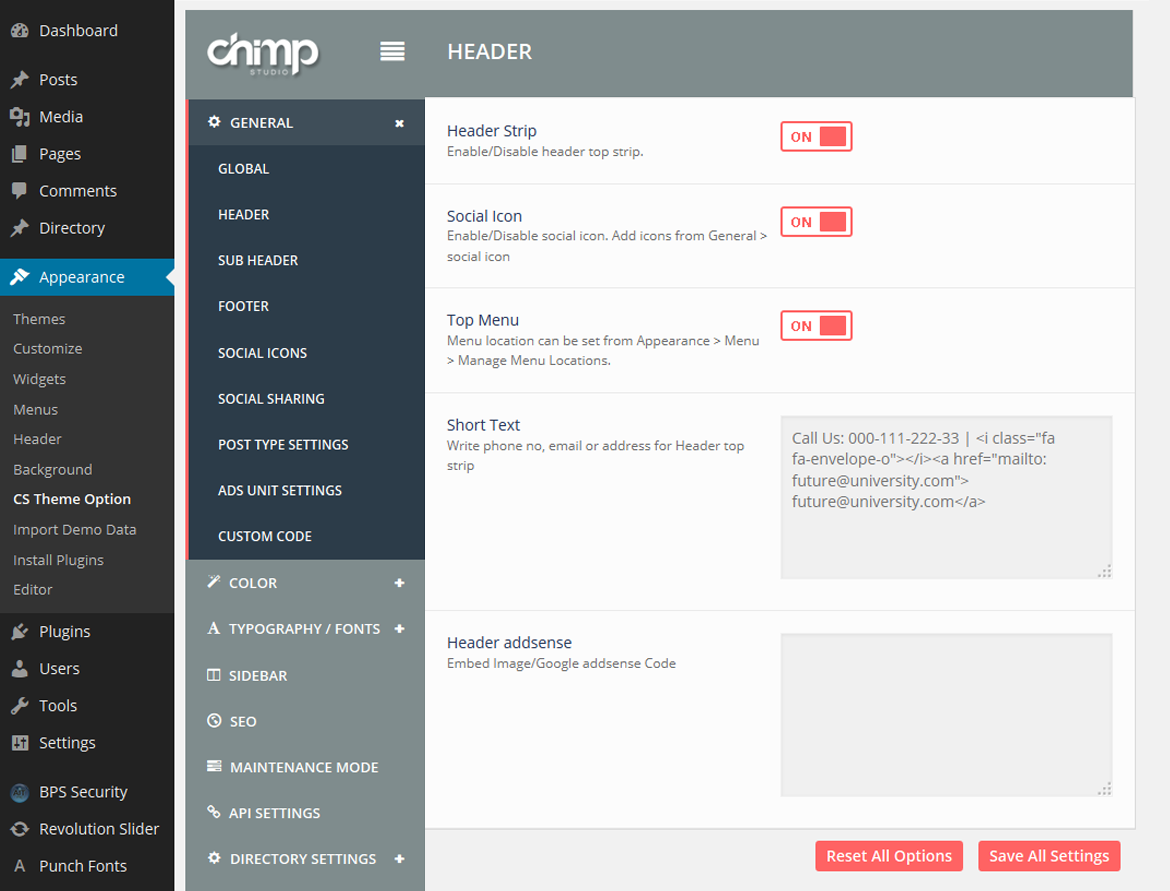 Dashboard
Posts
Media
Pages
Comments
Directory
Appearance
Themes
Customize
Widgets
Menus
Header
Background
CS Theme Option
Import Demo Data
Install Plugins
Editor
Plugins
Users
Tools
Settings
BPS Security
Revolution Slider
A Punch Fonts
chimp
STUDIO
GENERAL
GLOBAL
HEADER
SUB HEADER
FOOTER
SOCIAL ICONS
SOCIAL SHARING
POST TYPE SETTINGS
ADS UNIT SETTINGS
CUSTOM CODE
COLOR
A TYPOGRAPHY / FONTS
SIDEBAR
SEO
MAINTENANCE MODE
API SETTINGS
DIRECTORY SETTINGS
HEADER
Header Strip
Enable/Disable header top strip.
ON
Social Icon
Enable/Disable social icon. Add icons from General >
social icon
ON
Top Menu
Menu location can be set from Appearance > Menu
> Manage Menu Locations.
ON
Short Text
Write phone no, email or address for Header top
strip
Call Us: 000-111-222-33 | <i class="fa
fa-envelope-o"></i><a href="mailto:
future@university.com">
future@university.com</a>
Header addsense
Embed Image/Google addsense Code
Reset All Options
Save All Settings